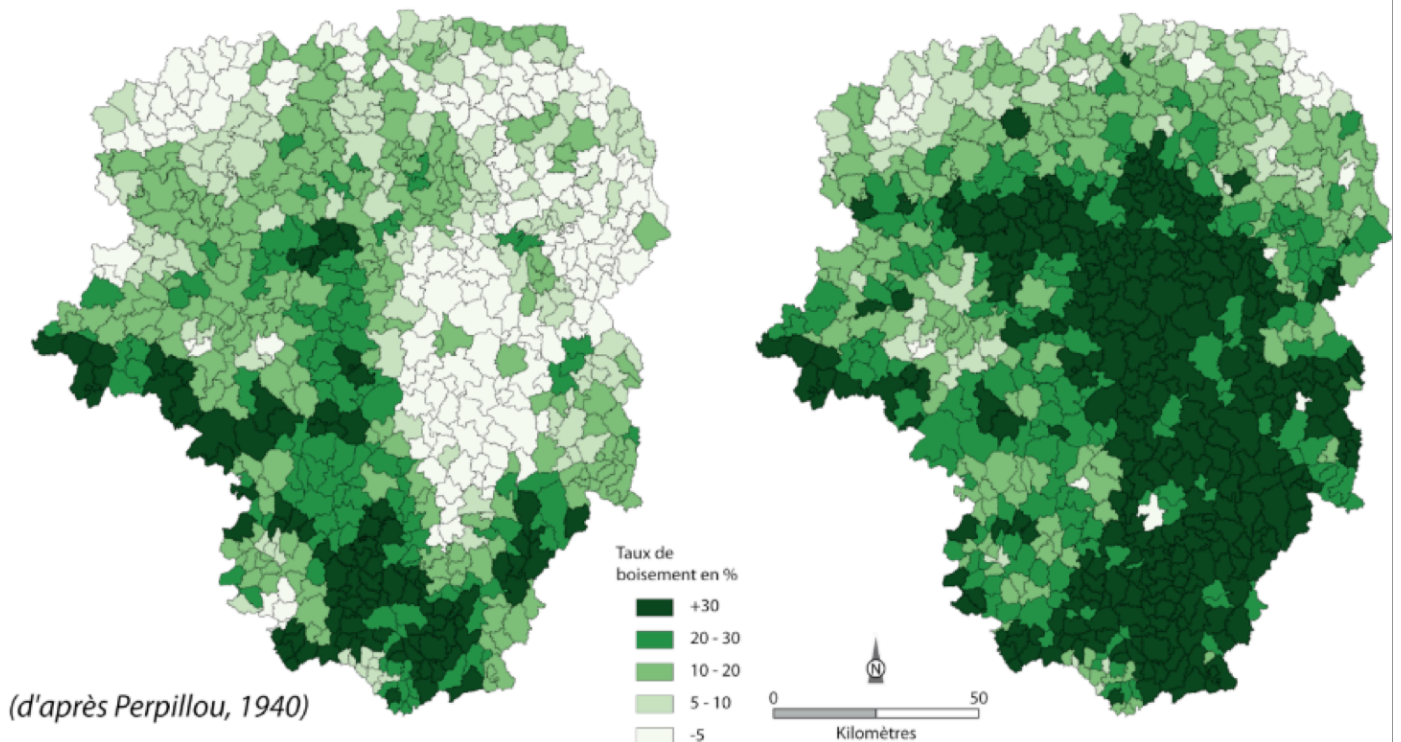 Taux de
boisement en %
+30
20 - 30
10 - 20
5 - 10
-5
(d'après Perpillou, 1940)
N
0 50
Kilomètres